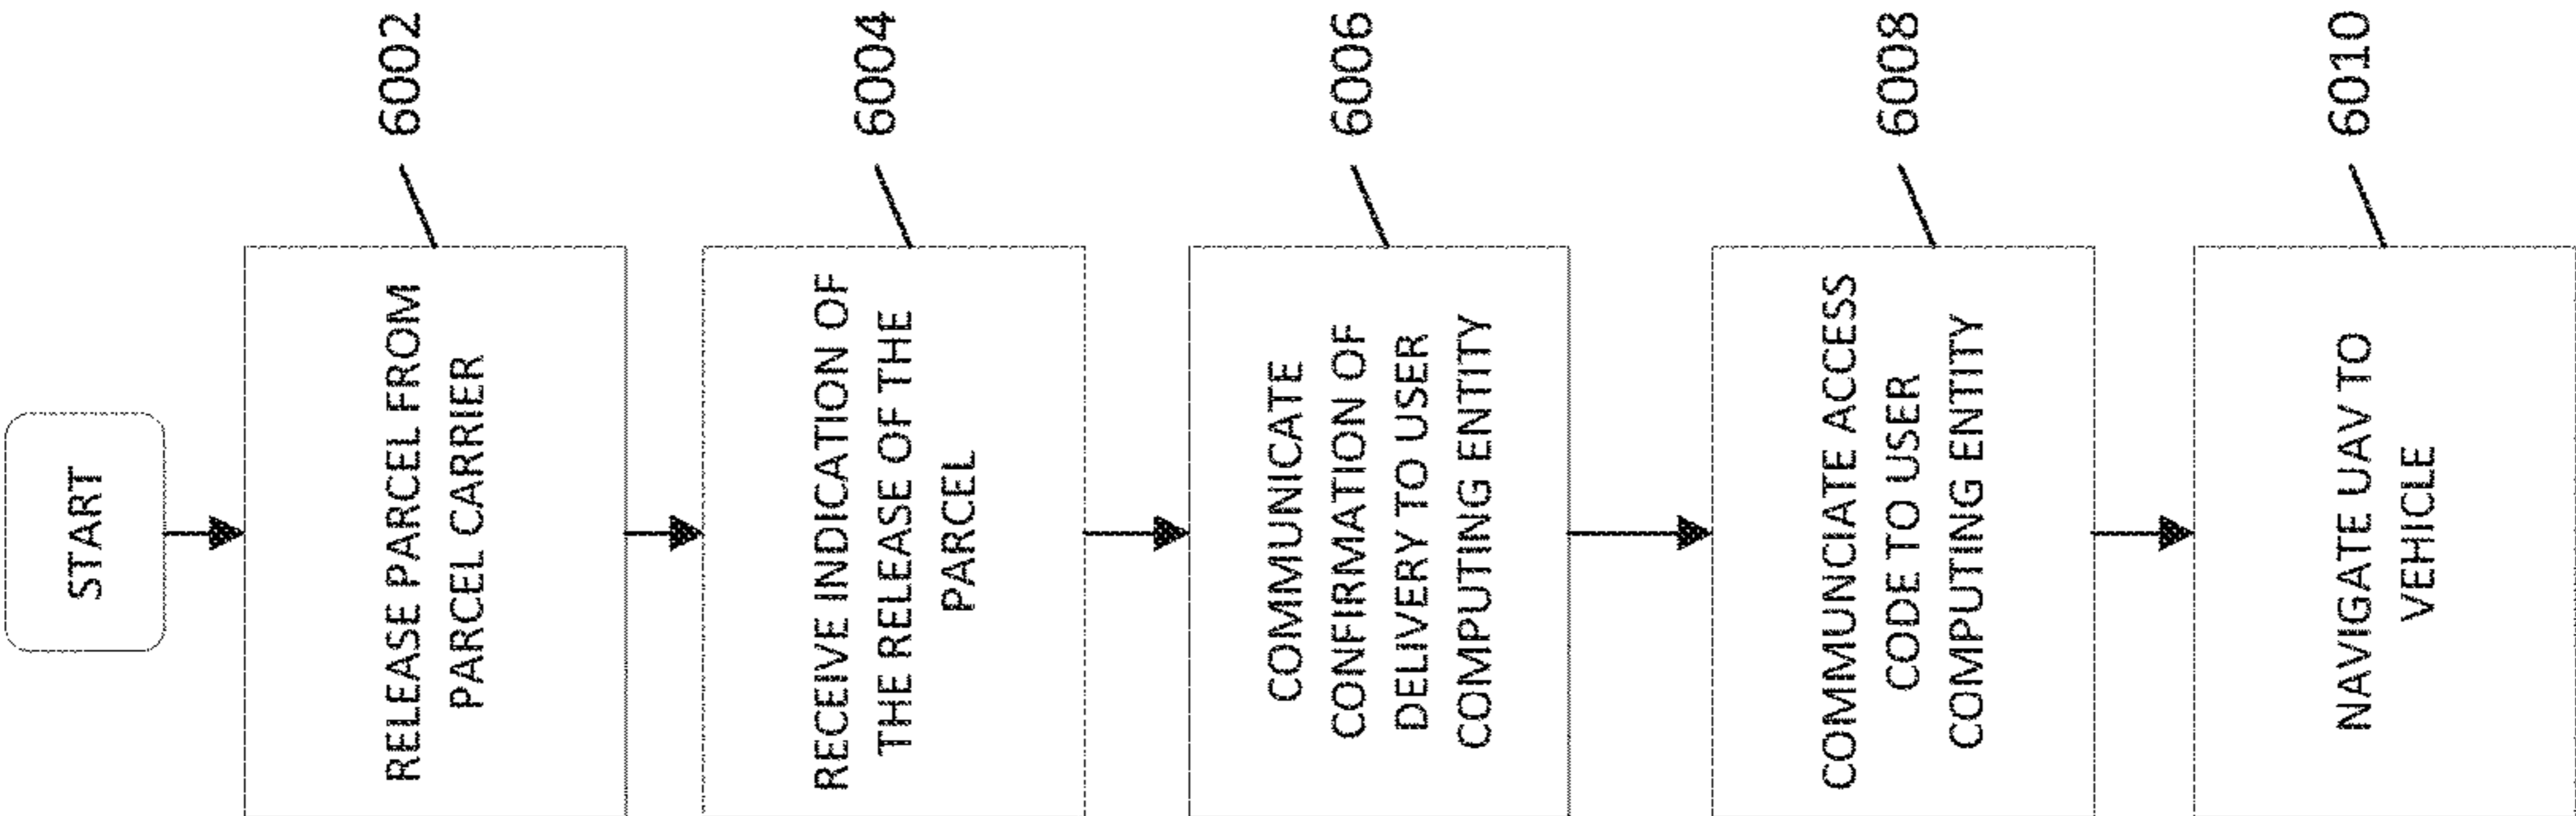 START
RELEASE PARCEL FROM
PARCEL CARRIER
6002
RECEIVE INDICATION OF
THE RELEASE OF THE
PARCEL
6004
COMMUNICATE
CONFIRMATION OF
DELIVERY TO USER
COMPUTING ENTITY
6006
COMMUNCIATE ACCESS
CODE TO USER
COMPUTING ENTITY
6008
NAVIGATE UAV TO
VEHICLE
6010